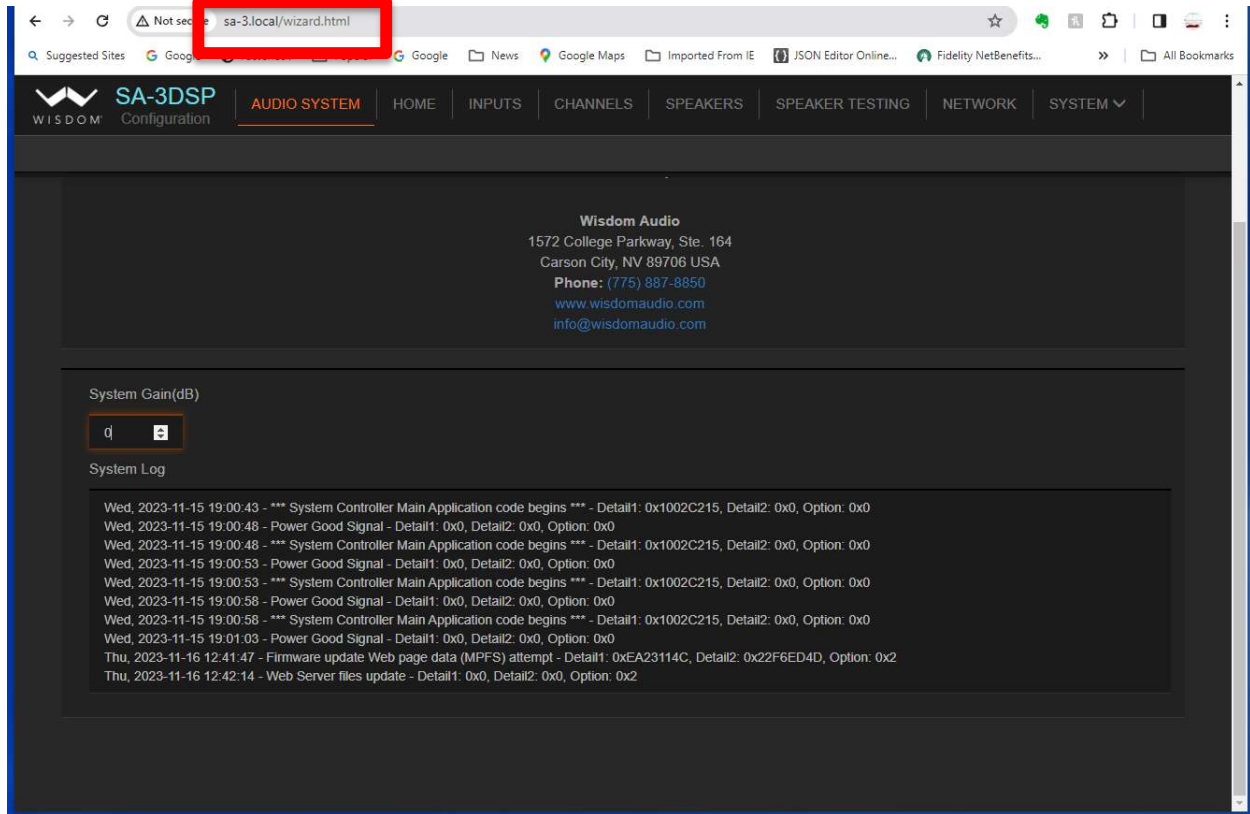 Not secure sa-3.local/wizard.html
Suggested Sites Google Google News Google Maps Imported From IE JSON Editor Online... Fidelity NetBenefits... » All Bookmarks
WISDOM SA-3DSP Configuration AUDIO SYSTEM HOME INPUTS CHANNELS SPEAKERS SPEAKER TESTING NETWORK SYSTEM
Wisdom Audio
1572 College Parkway, Ste. 164
Carson City, NV 89706 USA
Phone: (775) 887-8850
www.wisdomaudio.com
info@wisdomaudio.com
System Gain(dB)
0
System Log
Wed, 2023-11-15 19:00:43 - *** System Controller Main Application code begins *** - Detail1: 0x1002C215, Detail2: 0x0, Option: 0x0
Wed, 2023-11-15 19:00:48 - Power Good Signal - Detail1: 0x0, Detail2: 0x0, Option: 0x0
Wed, 2023-11-15 19:00:48 - *** System Controller Main Application code begins *** - Detail1: 0x1002C215, Detail2: 0x0, Option: 0x0
Wed, 2023-11-15 19:00:53 - Power Good Signal - Detail1: 0x0, Detail2: 0x0, Option: 0x0
Wed, 2023-11-15 19:00:53 - *** System Controller Main Application code begins *** - Detail1: 0x1002C215, Detail2: 0x0, Option: 0x0
Wed, 2023-11-15 19:00:58 - Power Good Signal - Detail1: 0x0, Detail2: 0x0, Option: 0x0
Wed, 2023-11-15 19:00:58 - *** System Controller Main Application code begins *** - Detail1: 0x1002C215, Detail2: 0x0, Option: 0x0
Wed, 2023-11-15 19:01:03 - Power Good Signal - Detail1: 0x0, Detail2: 0x0, Option: 0x0
Thu, 2023-11-16 12:41:47 - Firmware update Web page data (MPFS) attempt - Detail1: 0xEA23114C, Detail2: 0x22F6ED4D, Option: 0x2
Thu, 2023-11-16 12:42:14 - Web Server files update - Detail1: 0x0, Detail2: 0x0, Option: 0x2